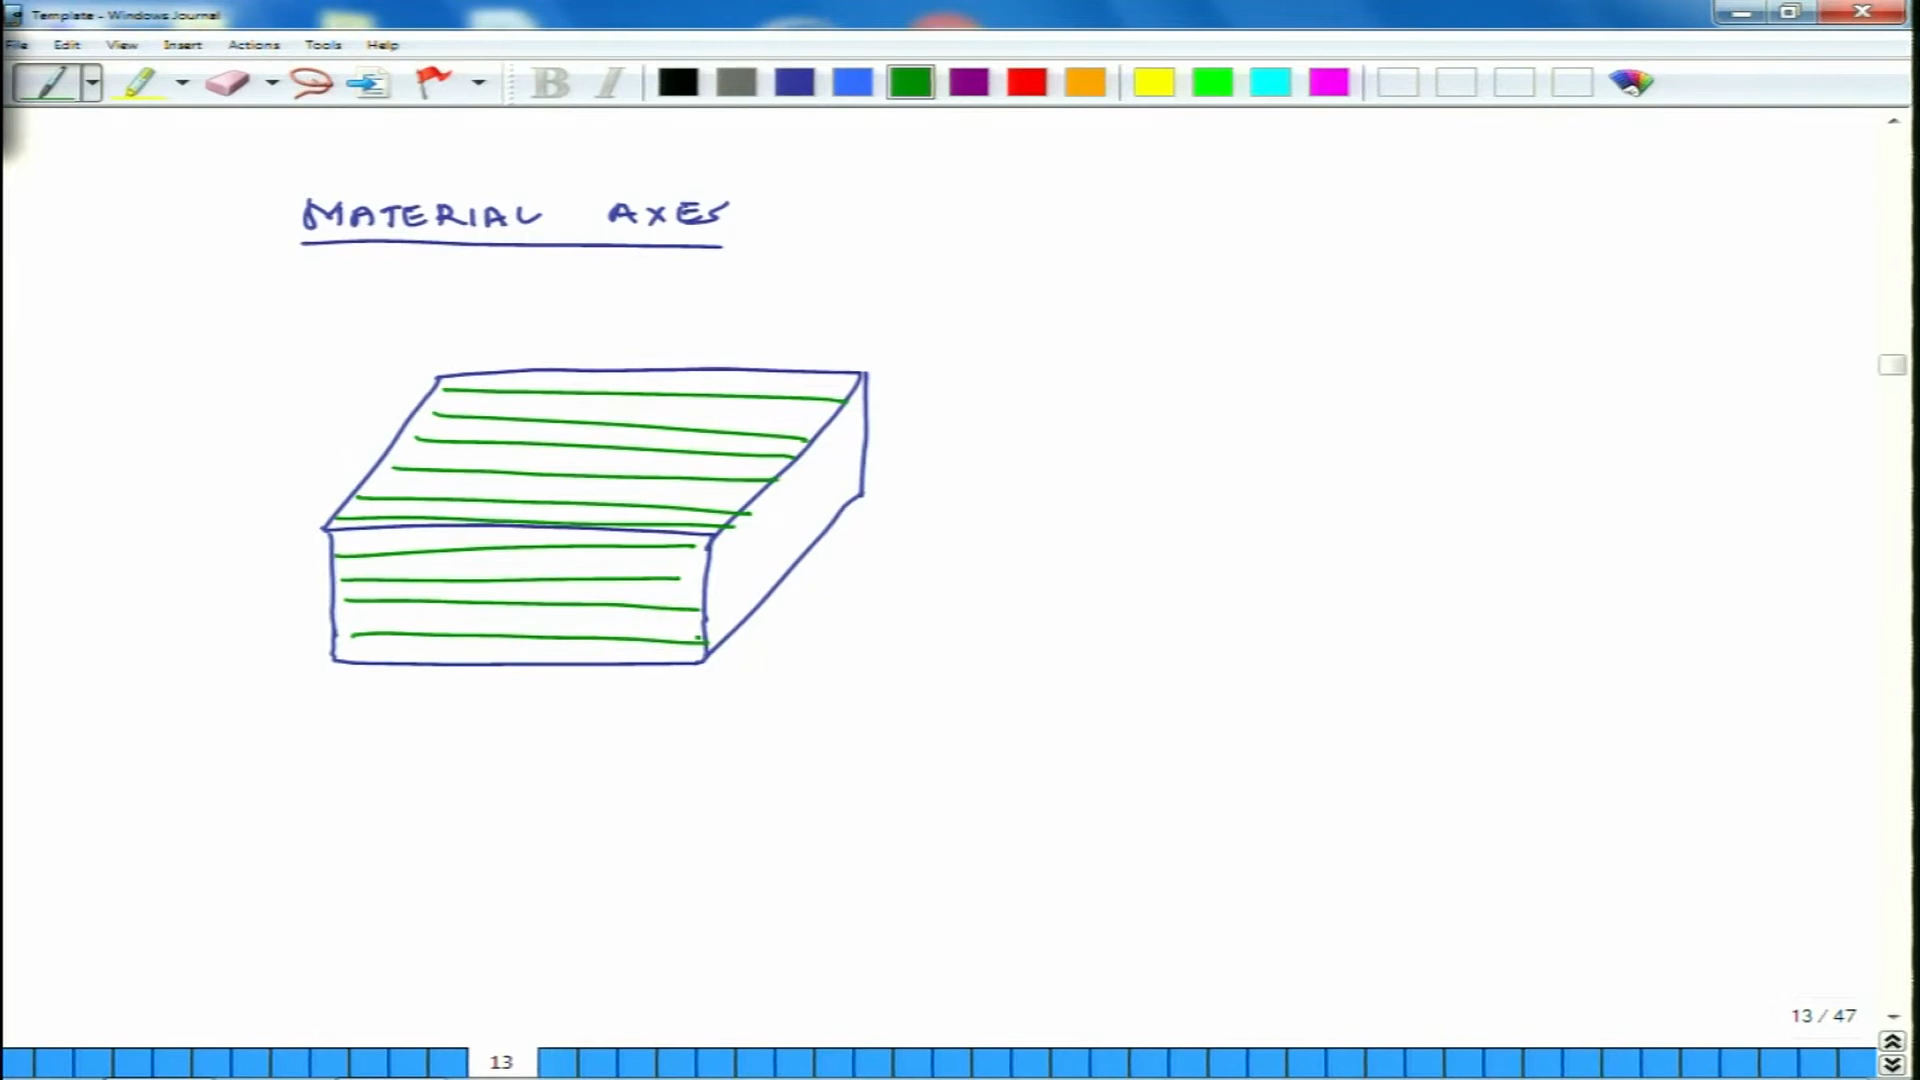 Template - Windows Journal
File Edit View Insert Actions Tools Help
B I
MATERIAL AXES
13 / 47
13